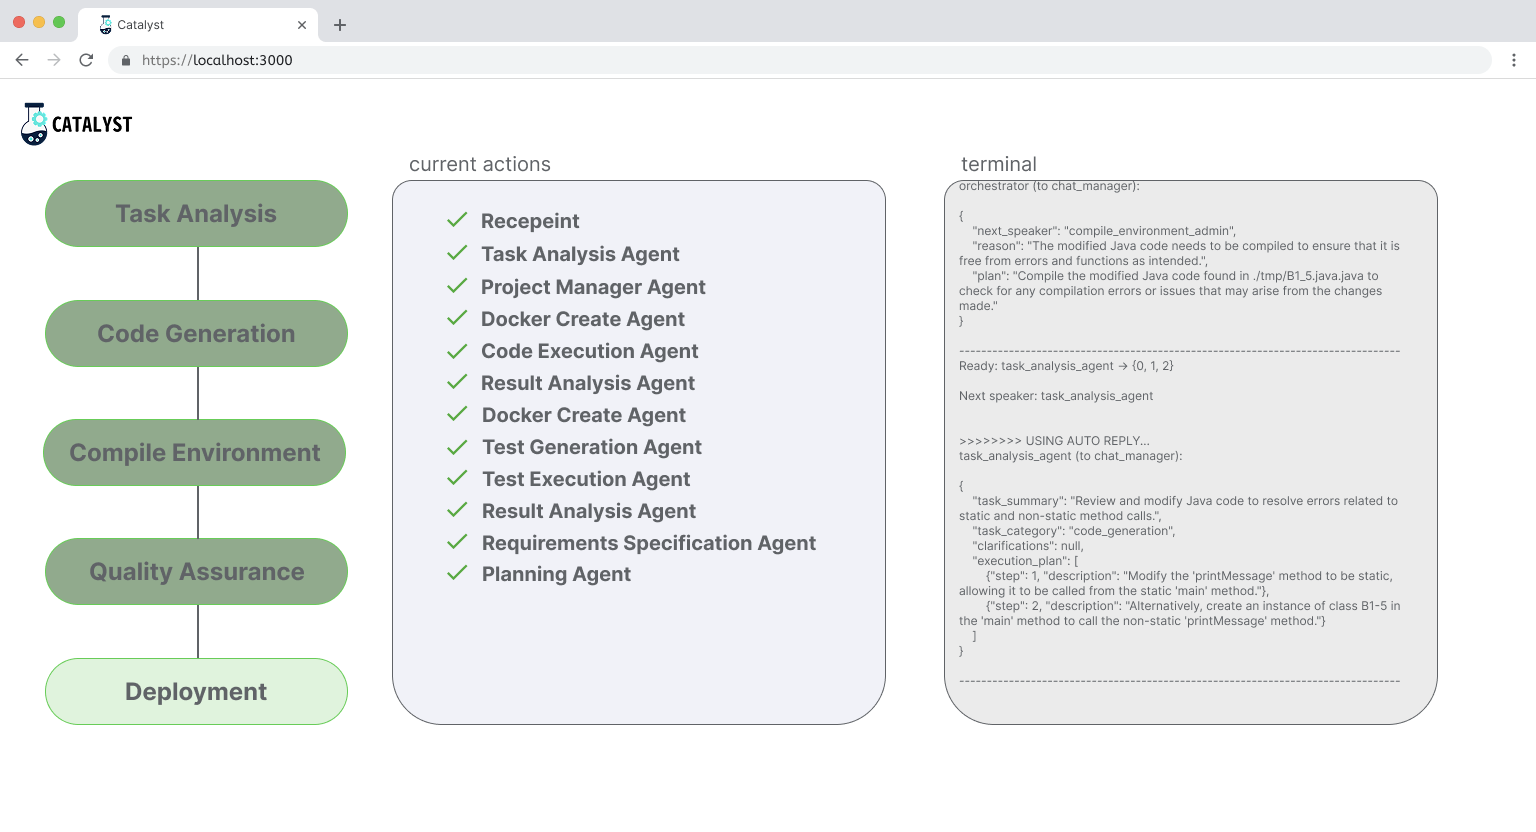 Catalyst
https://localhost:3000
CATALYST
Task Analysis
Code Generation
Compile Environment
Quality Assurance
Deployment
current actions
Recepeint
Task Analysis Agent
Project Manager Agent
Docker Create Agent
Code Execution Agent
Result Analysis Agent
Docker Create Agent
Test Generation Agent
Test Execution Agent
Result Analysis Agent
Requirements Specification Agent
Planning Agent
terminal
orchestrator (to chat_manager):
{
"next_speaker": "compile_environment_admin",
"reason": "The modified Java code needs to be compiled to ensure that it is
free from errors and functions as intended.",
"plan": "Compile the modified Java code found in ./tmp/B1_5.java.java to
check for any compilation errors or issues that may arise from the changes
made."
}
--------------------------------------------------------------------------------
Ready: task_analysis_agent → {0, 1, 2}
Next speaker: task_analysis_agent
>>>>>>>> USING AUTO REPLY...
task_analysis_agent (to chat_manager):
{
"task_summary": "Review and modify Java code to resolve errors related to
static and non-static method calls.",
"task_category": "code_generation",
"clarifications": null,
"execution_plan": [
{"step": 1, "description": "Modify the 'printMessage' method to be static,
allowing it to be called from the static 'main' method."},
{"step": 2, "description": "Alternatively, create an instance of class B1-5 in
the 'main' method to call the non-static 'printMessage' method."}
]
}
--------------------------------------------------------------------------------